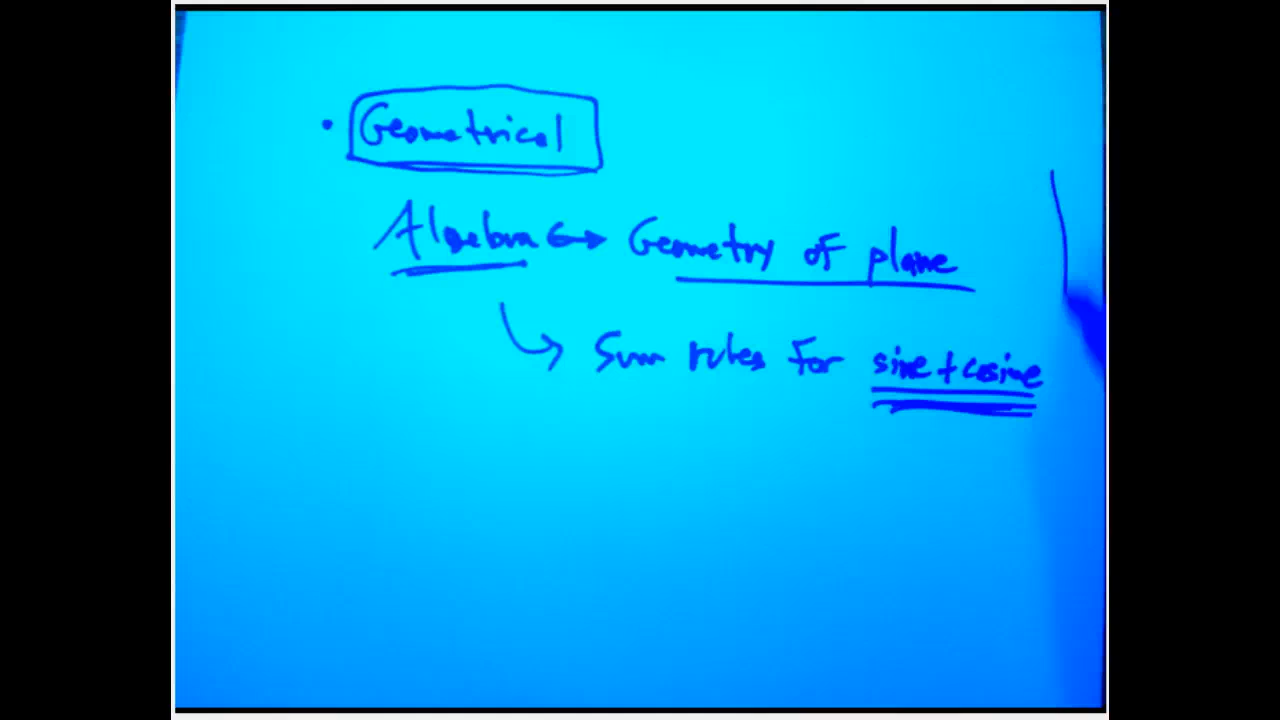 • Geometrical
Algebra ↔ Geometry of plane
↳ Sum rules for sine + cosine